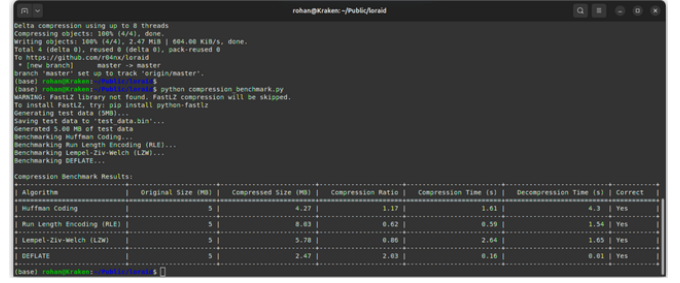 rohan@Kraken: ~/Public/loraid
Delta compression using up to 8 threads
Compressing objects: 100% (4/4), done.
Writing objects: 100% (4/4), 2.47 MiB | 604.00 KiB/s, done.
Total 4 (delta 0), reused 0 (delta 0), pack-reused 0
To https://github.com/r04nx/loraid
* [new branch] master -> master
branch 'master' set up to track 'origin/master'.
(base) rohan@Kraken:~/Public/loraid$
(base) rohan@Kraken:~/Public/loraid$ python compression_benchmark.py
WARNING: FastLZ library not found. FastLZ compression will be skipped.
To install FastLZ, try: pip install python-fastlz
Generating test data (5MB)...
Saving test data to 'test_data.bin'...
Generated 5.00 MB of test data
Benchmarking Huffman Coding...
Benchmarking Run Length Encoding (RLE)...
Benchmarking Lempel-Ziv-Welch (LZW)...
Benchmarking DEFLATE...
Compression Benchmark Results:
| Algorithm | Original Size (MB) | Compressed Size (MB) | Compression Ratio | Compression Time (s) | Decompression Time (s) | Correct |
| Huffman Coding | 5 | 4.27 | 1.17 | 1.61 | 4.3 | Yes |
| Run Length Encoding (RLE) | 5 | 8.03 | 0.62 | 0.59 | 1.54 | Yes |
| Lempel-Ziv-Welch (LZW) | 5 | 5.78 | 0.86 | 2.64 | 1.65 | Yes |
| DEFLATE | 5 | 2.47 | 2.03 | 0.16 | 0.01 | Yes |
(base) rohan@Kraken:~/Public/loraid$